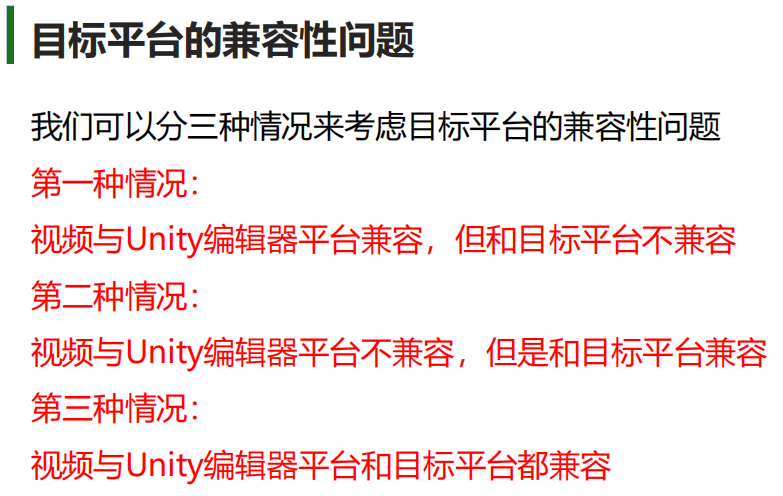 目标平台的兼容性问题
我们可以分三种情况来考虑目标平台的兼容性问题
第一种情况：
视频与Unity编辑器平台兼容，但和目标平台不兼容
第二种情况：
视频与Unity编辑器平台不兼容，但是和目标平台兼容
第三种情况：
视频与Unity编辑器平台和目标平台都兼容